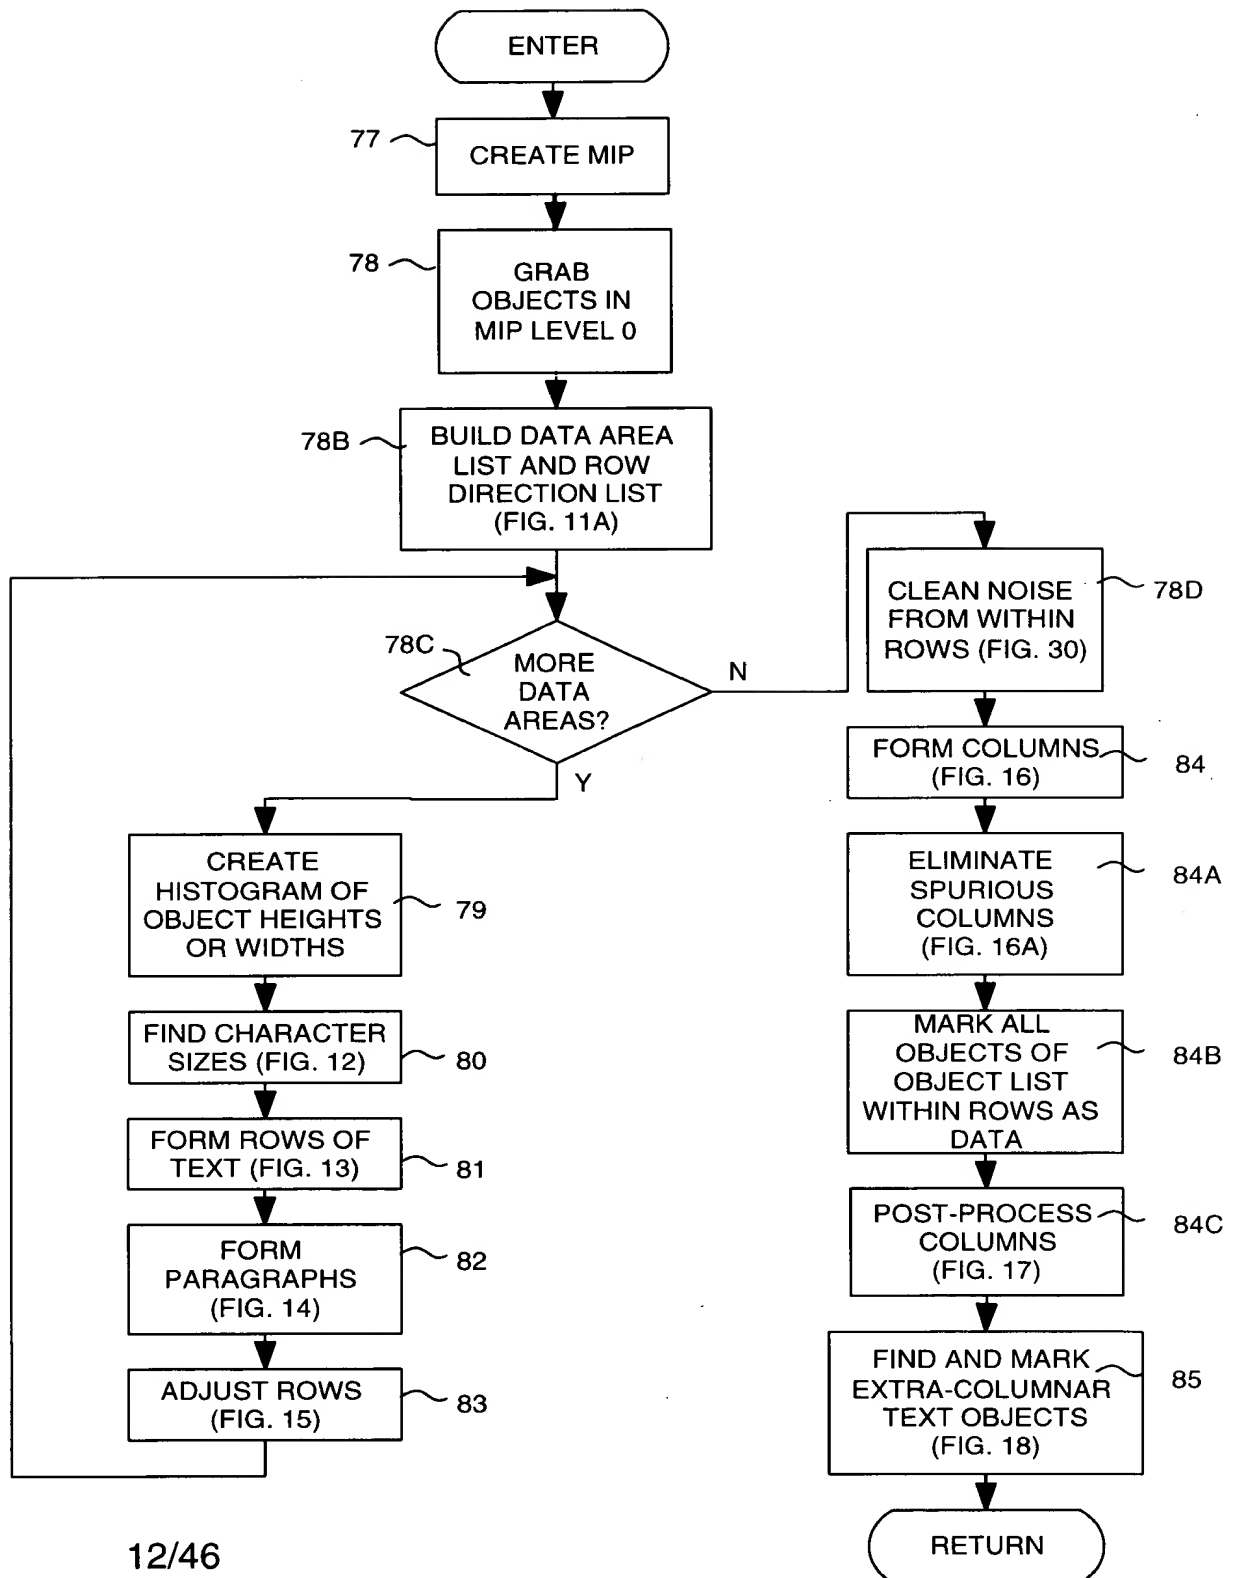 ENTER
77
CREATE MIP
78
GRAB
OBJECTS IN
MIP LEVEL 0
78B
BUILD DATA AREA
LIST AND ROW
DIRECTION LIST
(FIG. 11A)
78C
MORE
DATA
AREAS?
N
Y
CREATE
HISTOGRAM OF
OBJECT HEIGHTS
OR WIDTHS
79
FIND CHARACTER
SIZES (FIG. 12)
80
FORM ROWS OF
TEXT (FIG. 13)
81
FORM
PARAGRAPHS
(FIG. 14)
82
ADJUST ROWS
(FIG. 15)
83
CLEAN NOISE
FROM WITHIN
ROWS (FIG. 30)
78D
FORM COLUMNS
(FIG. 16)
84
ELIMINATE
SPURIOUS
COLUMNS
(FIG. 16A)
84A
MARK ALL
OBJECTS OF
OBJECT LIST
WITHIN ROWS AS
DATA
84B
POST-PROCESS
COLUMNS
(FIG. 17)
84C
FIND AND MARK
EXTRA-COLUMNAR
TEXT OBJECTS
(FIG. 18)
85
RETURN
12/46